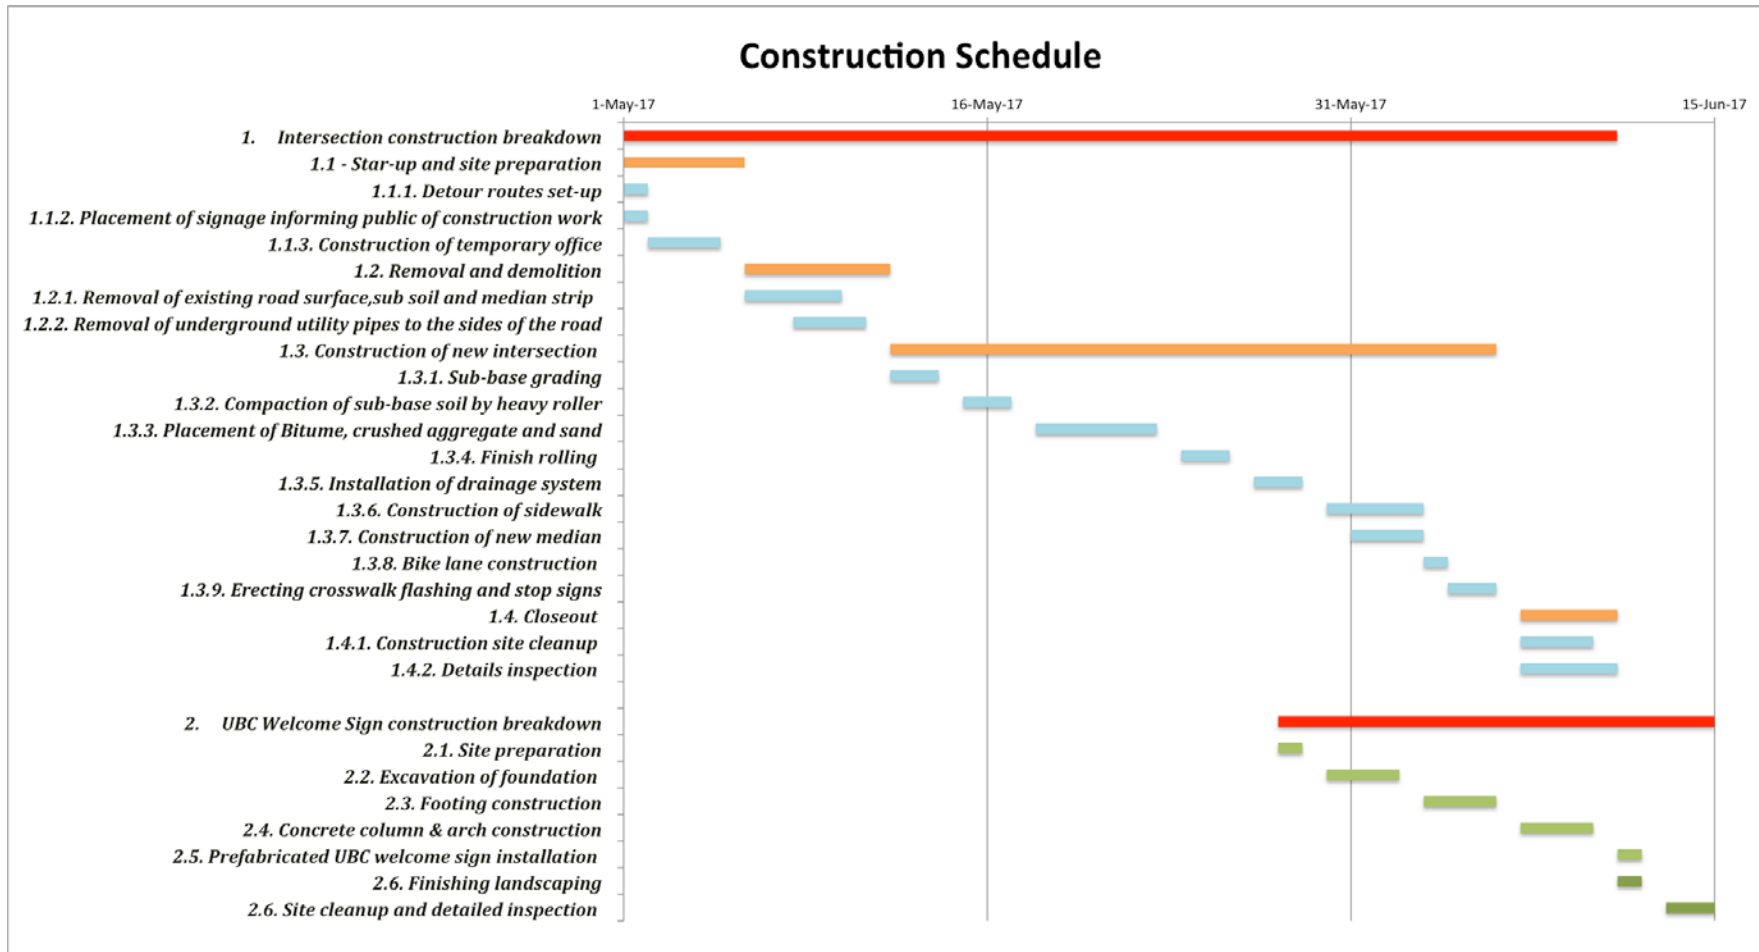 Construction Schedule
1-May-17 16-May-17 31-May-17 15-Jun-17
1. Intersection construction breakdown
1.1 - Star-up and site preparation
1.1.1. Detour routes set-up
1.1.2. Placement of signage informing public of construction work
1.1.3. Construction of temporary office
1.2. Removal and demolition
1.2.1. Removal of existing road surface,sub soil and median strip
1.2.2. Removal of underground utility pipes to the sides of the road
1.3. Construction of new intersection
1.3.1. Sub-base grading
1.3.2. Compaction of sub-base soil by heavy roller
1.3.3. Placement of Bitume, crushed aggregate and sand
1.3.4. Finish rolling
1.3.5. Installation of drainage system
1.3.6. Construction of sidewalk
1.3.7. Construction of new median
1.3.8. Bike lane construction
1.3.9. Erecting crosswalk flashing and stop signs
1.4. Closeout
1.4.1. Construction site cleanup
1.4.2. Details inspection
2. UBC Welcome Sign construction breakdown
2.1. Site preparation
2.2. Excavation of foundation
2.3. Footing construction
2.4. Concrete column & arch construction
2.5. Prefabricated UBC welcome sign installation
2.6. Finishing landscaping
2.6. Site cleanup and detailed inspection